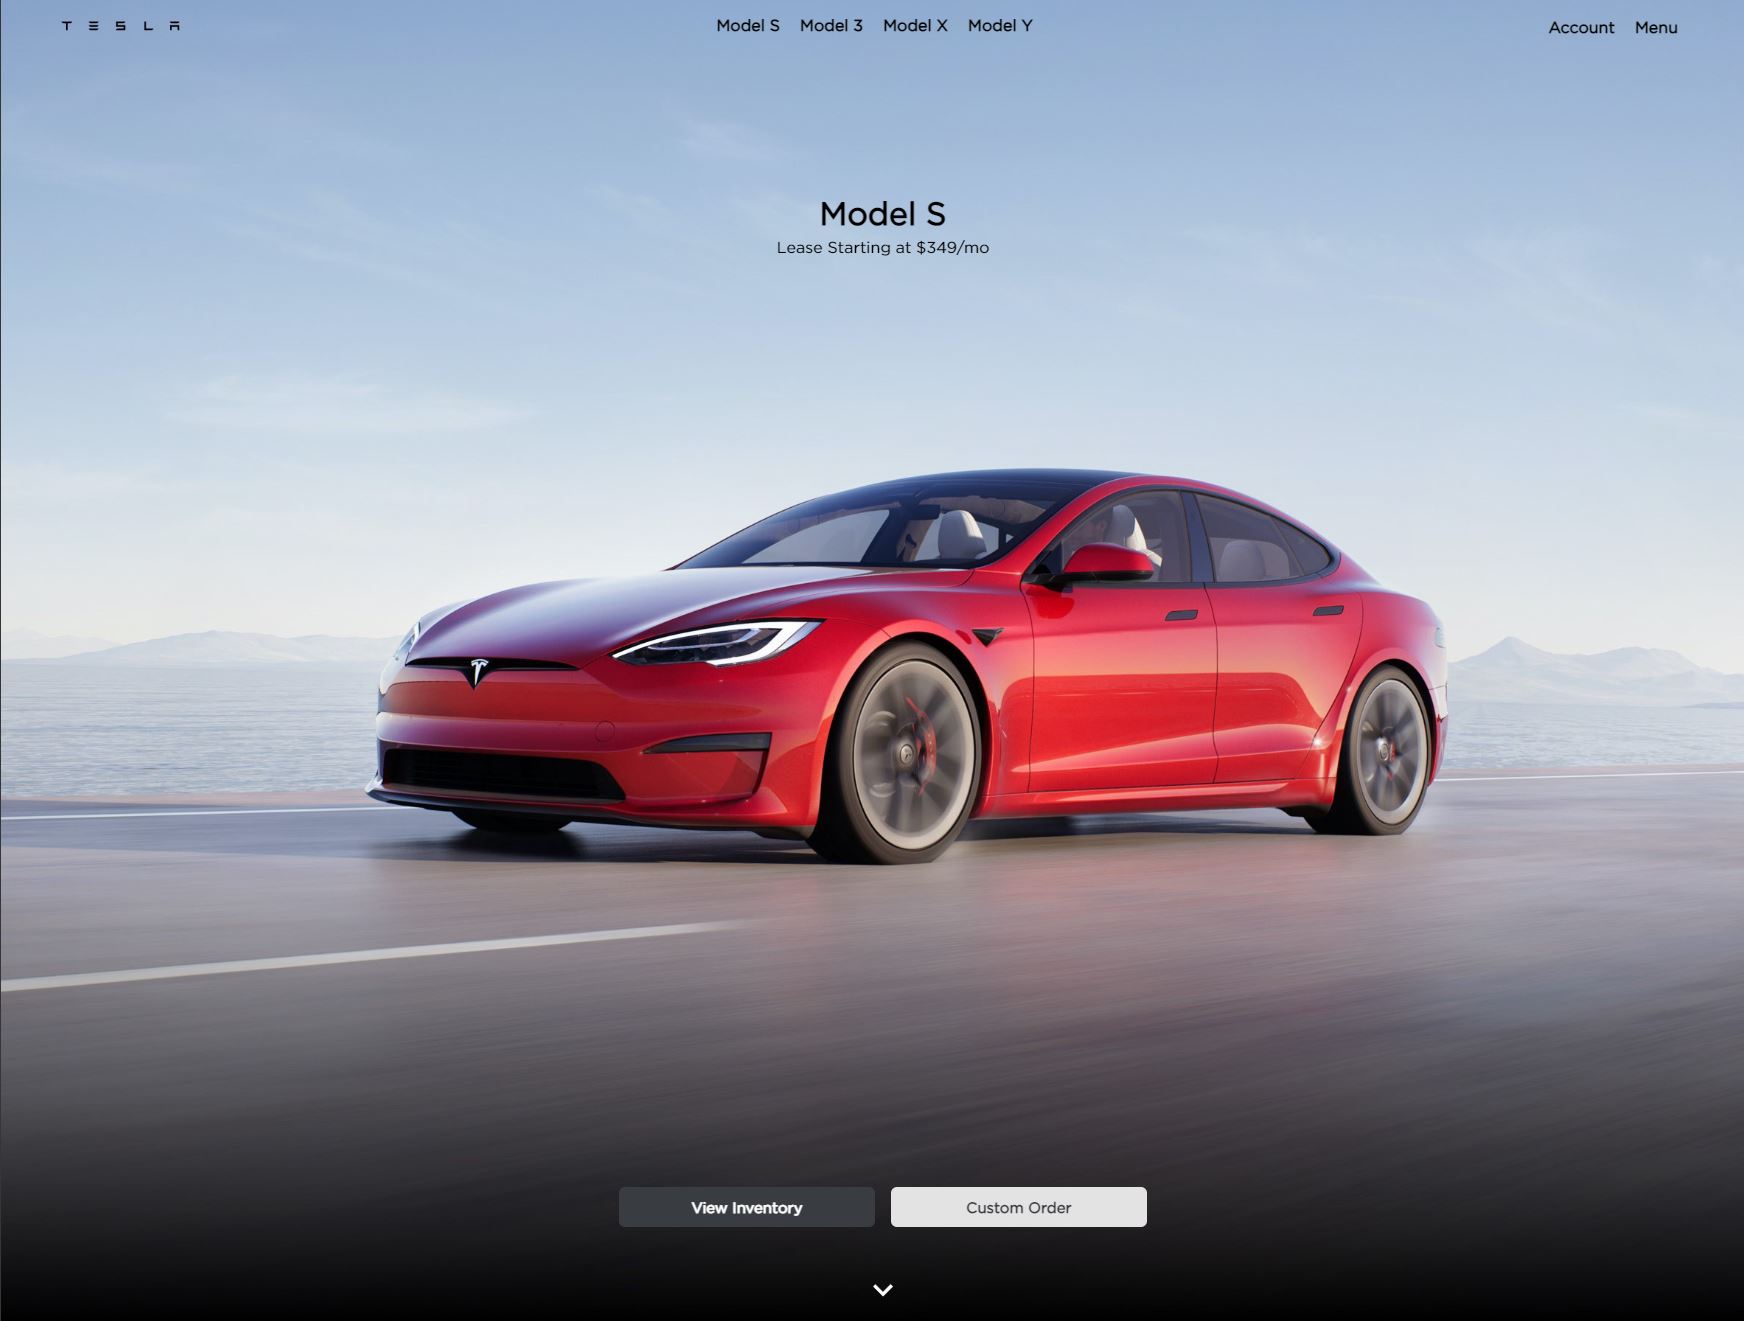 TESLA
Model S Model 3 Model X Model Y
Account Menu
Model S
Lease Starting at $349/mo
View Inventory
Custom Order